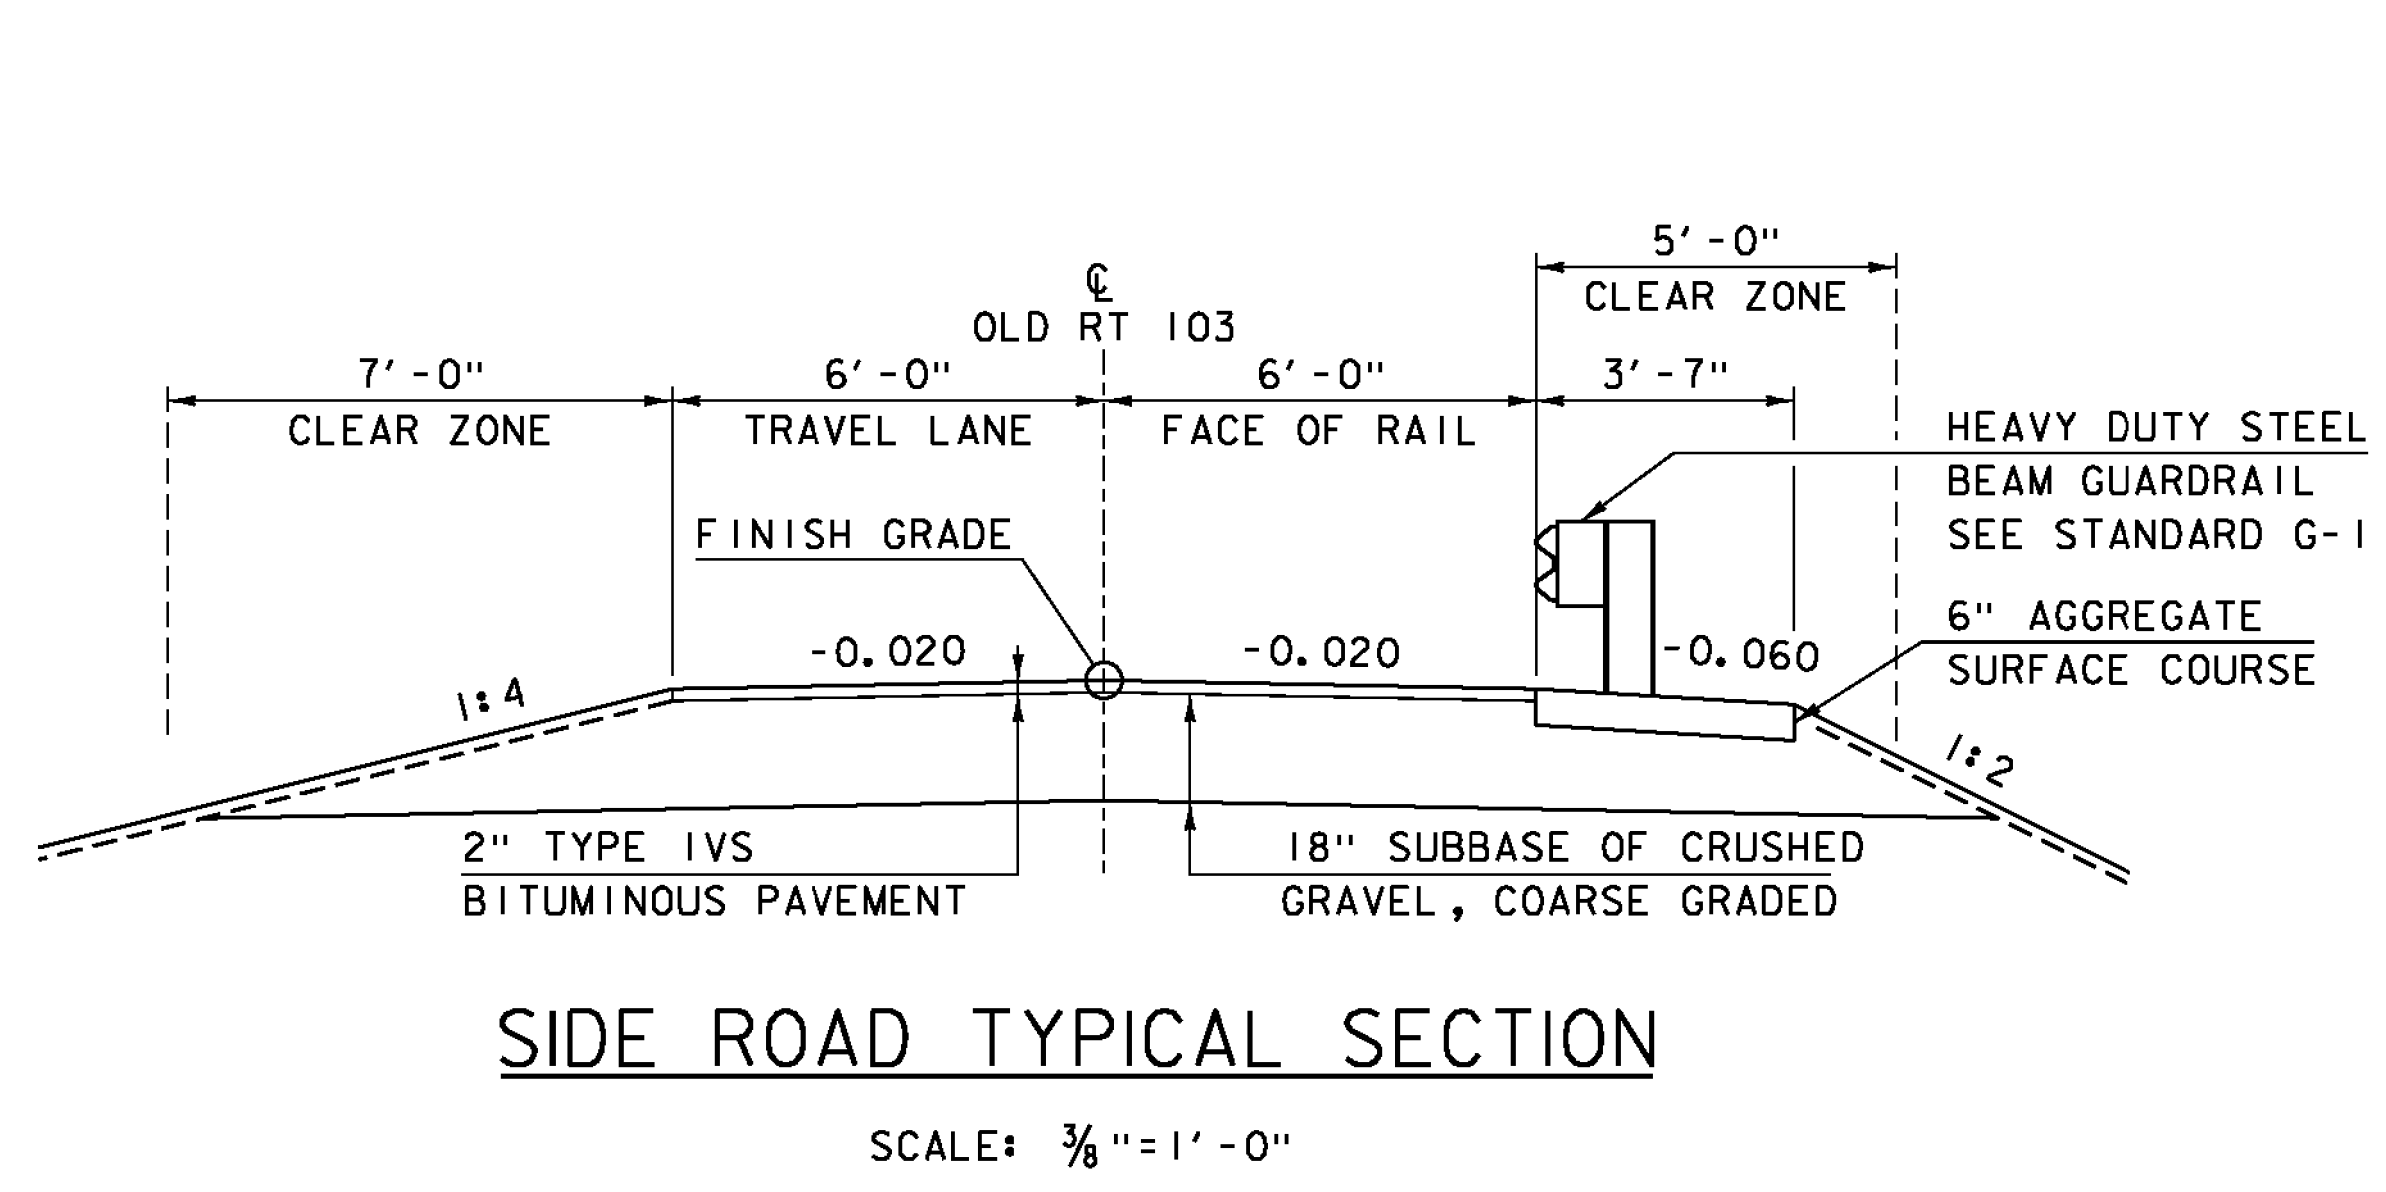 5'-0"
CLEAR ZONE
℄
OLD RT 103
7'-0"
CLEAR ZONE
6'-0"
TRAVEL LANE
6'-0"
FACE OF RAIL
3'-7"
HEAVY DUTY STEEL
BEAM GUARDRAIL
SEE STANDARD G-1
FINISH GRADE
6" AGGREGATE
SURFACE COURSE
-0.020
-0.020
-0.060
1:4
1:2
2" TYPE IVS
BITUMINOUS PAVEMENT
18" SUBBASE OF CRUSHED
GRAVEL, COARSE GRADED
SIDE ROAD TYPICAL SECTION
SCALE: ⅜"=1'-0"